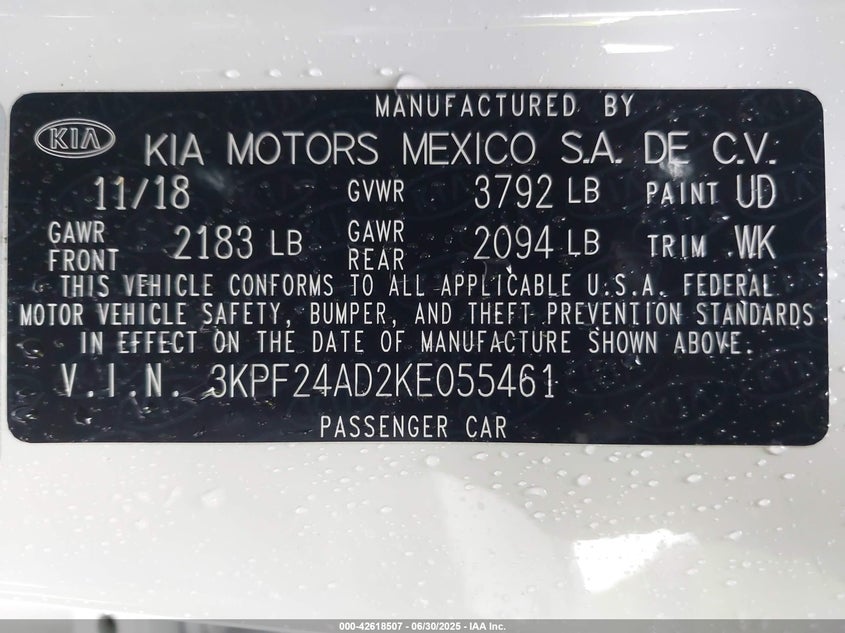 MANUFACTURED BY
KIA KIA MOTORS MEXICO S.A. DE C.V.
11/18 GVWR 3792 LB PAINT UD
GAWR FRONT 2183 LB GAWR REAR 2094 LB TRIM WK
THIS VEHICLE CONFORMS TO ALL APPLICABLE U.S.A. FEDERAL
MOTOR VEHICLE SAFETY, BUMPER, AND THEFT PREVENTION STANDARDS
IN EFFECT ON THE DATE OF MANUFACTURE SHOWN ABOVE.
V.I.N. 3KPF24AD2KE055461
PASSENGER CAR
000-42618507 - 06/30/2025 - IAA Inc.